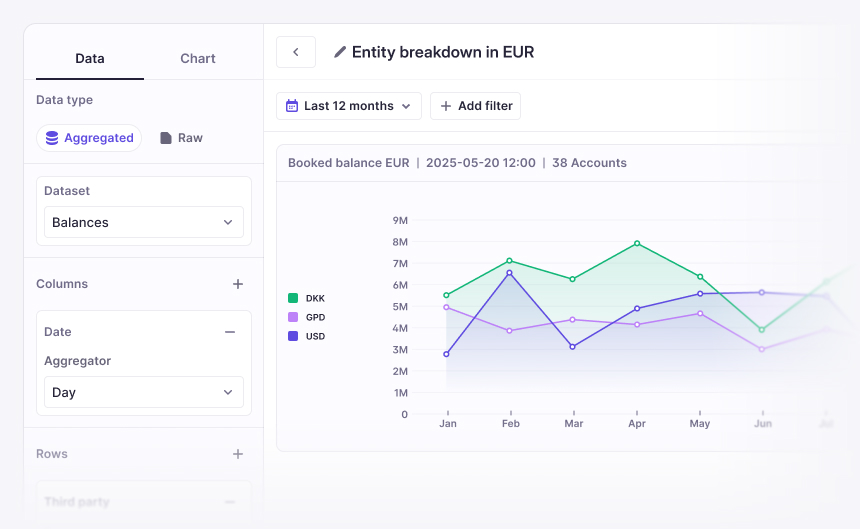 Data Chart
Data type
Aggregated Raw
Dataset
Balances
Columns
Date
Aggregator
Day
Rows
Third party
Entity breakdown in EUR
Last 12 months Add filter
Booked balance EUR | 2025-05-20 12:00 | 38 Accounts
DKK
GPD
USD
9M
8M
7M
6M
5M
4M
3M
2M
1M
0
Jan Feb Mar Apr May Jun Jul